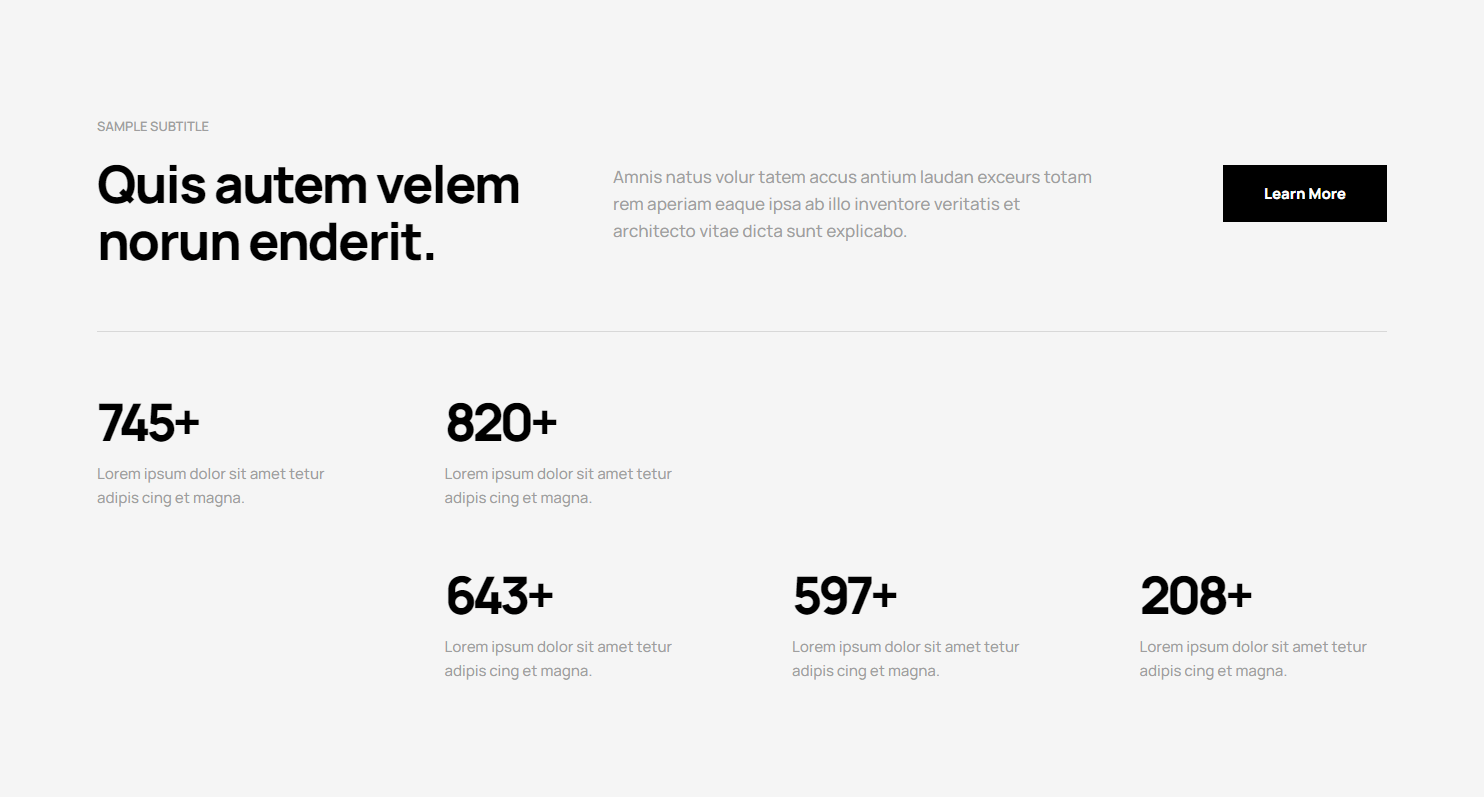 SAMPLE SUBTITLE
Quis autem velem
norun enderit.
Amnis natus volur tatem accus antium laudan exceurs totam
rem aperiam eaque ipsa ab illo inventore veritatis et
architecto vitae dicta sunt explicabo.
Learn More
745+
Lorem ipsum dolor sit amet tetur
adipis cing et magna.
820+
Lorem ipsum dolor sit amet tetur
adipis cing et magna.
643+
Lorem ipsum dolor sit amet tetur
adipis cing et magna.
597+
Lorem ipsum dolor sit amet tetur
adipis cing et magna.
208+
Lorem ipsum dolor sit amet tetur
adipis cing et magna.